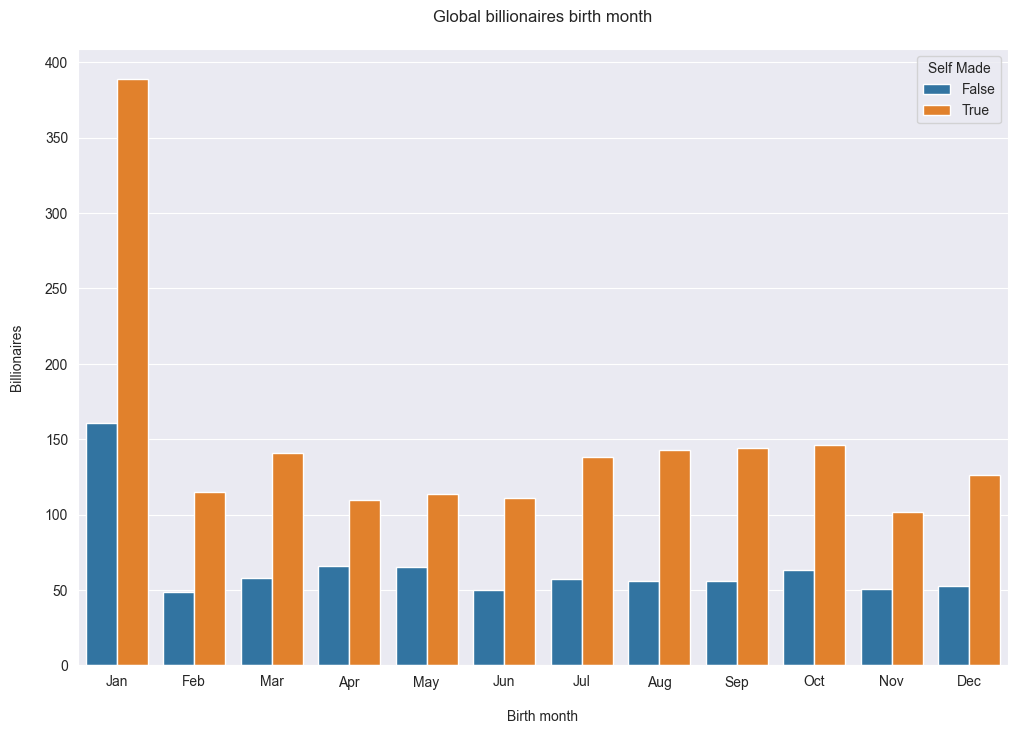 Global billionaires birth month
Self Made
False
True
Billionaires
400
350
300
250
200
150
100
50
0
Jan Feb Mar Apr May Jun Jul Aug Sep Oct Nov Dec
Birth month